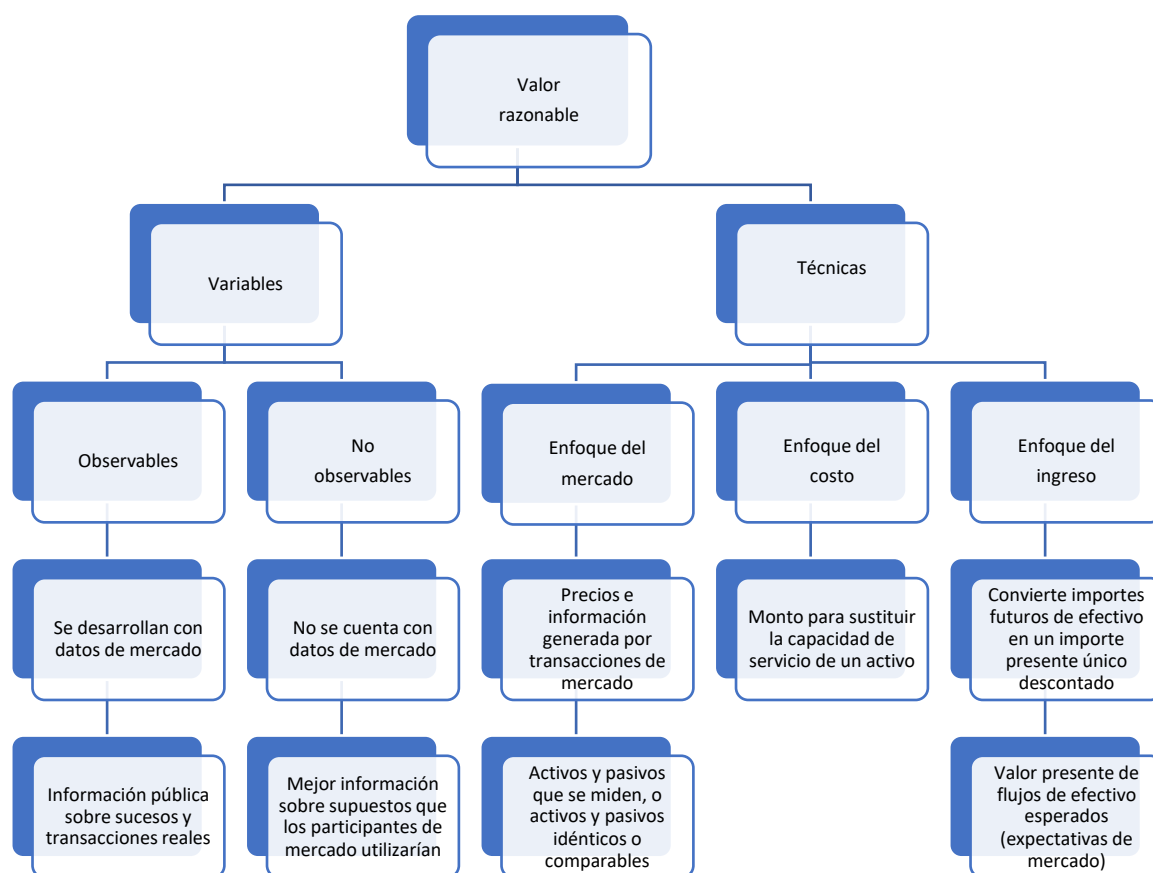 Valor
razonable
Variables
Técnicas
Observables
No
observables
Enfoque del
mercado
Enfoque del
costo
Enfoque del
ingreso
Se desarrollan con
datos de mercado
No se cuenta con
datos de mercado
Precios e
información
generada por
transacciones de
mercado
Monto para sustituir
la capacidad de
servicio de un activo
Convierte importes
futuros de efectivo
en un importe
presente único
descontado
Información pública
sobre sucesos y
transacciones reales
Mejor información
sobre supuestos que
los participantes de
mercado utilizarían
Activos y pasivos
que se miden, o
activos y pasivos
idénticos o
comparables
Valor presente de
flujos de efectivo
esperados
(expectativas de
mercado)